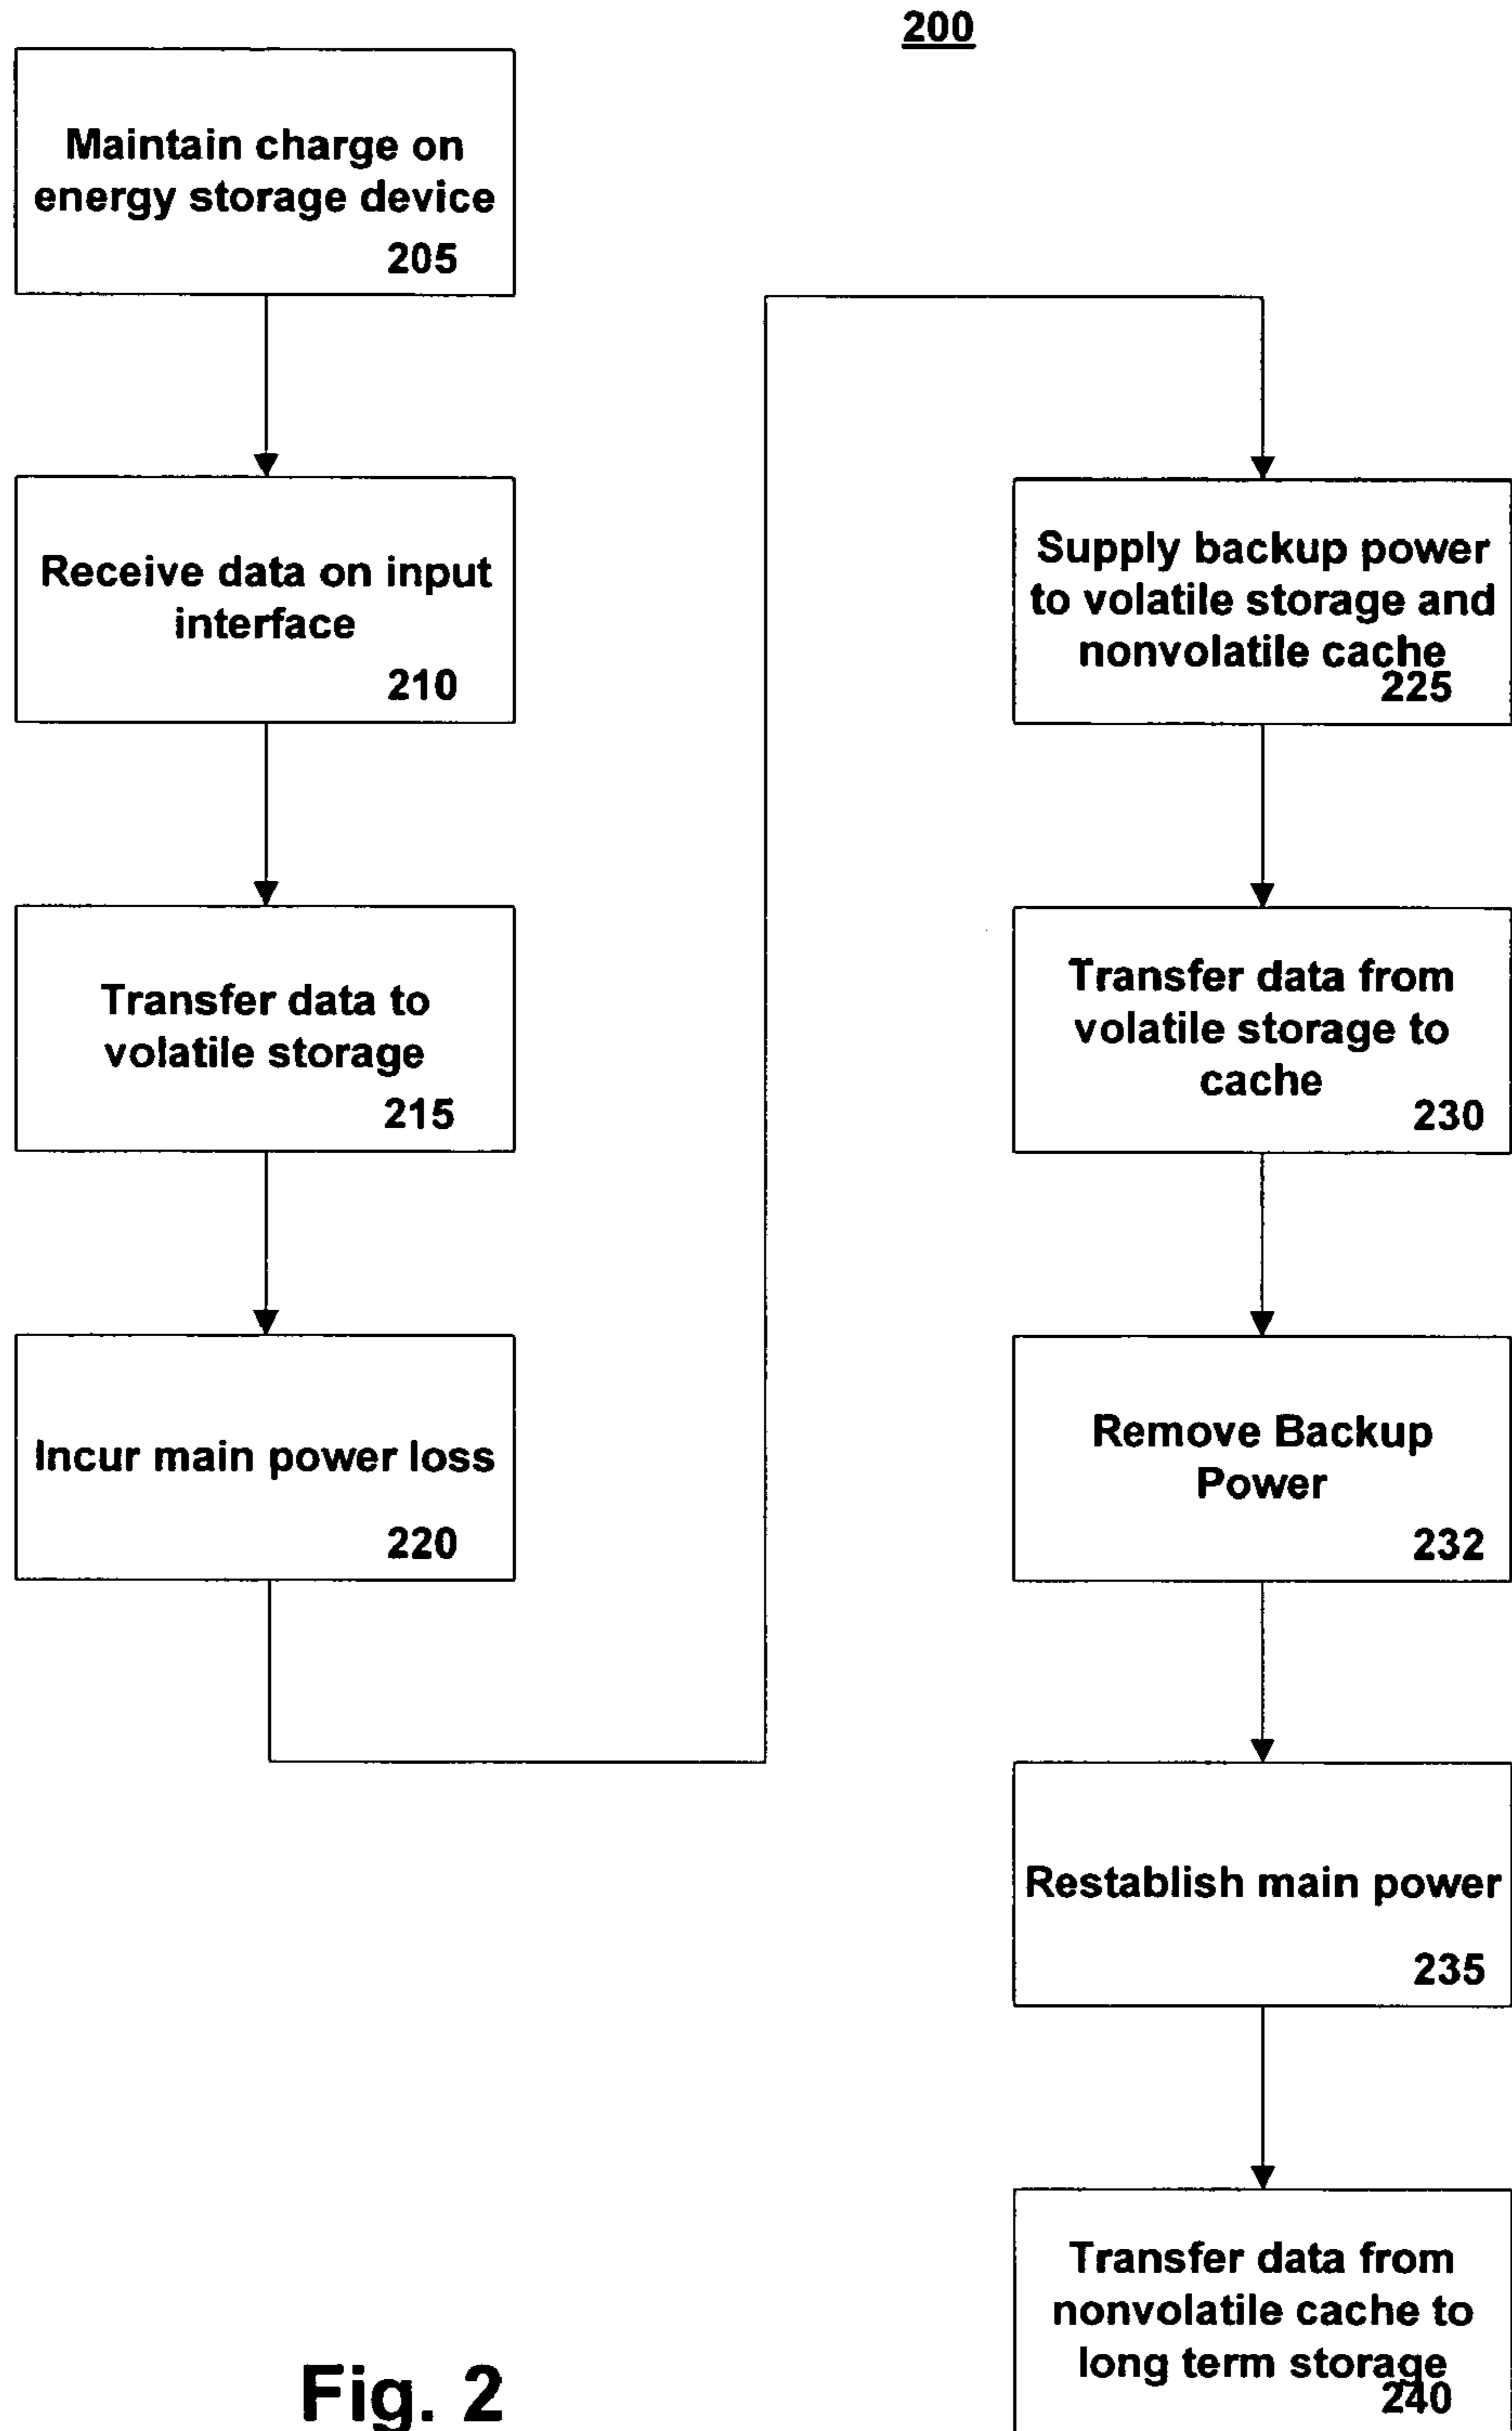 200
Maintain charge on
energy storage device
205
Receive data on input
interface
210
Transfer data to
volatile storage
215
Incur main power loss
220
Supply backup power
to volatile storage and
nonvolatile cache
225
Transfer data from
volatile storage to
cache
230
Remove Backup
Power
232
Restablish main power
235
Transfer data from
nonvolatile cache to
long term storage
240
Fig. 2